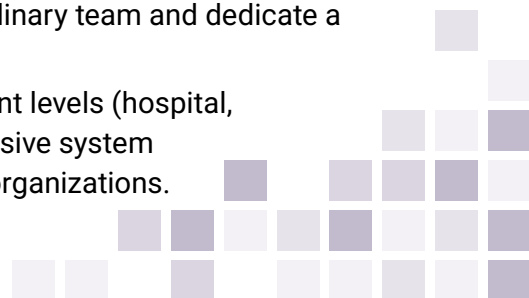 linary team and dedicate a
nt levels (hospital,
sive system
organizations.